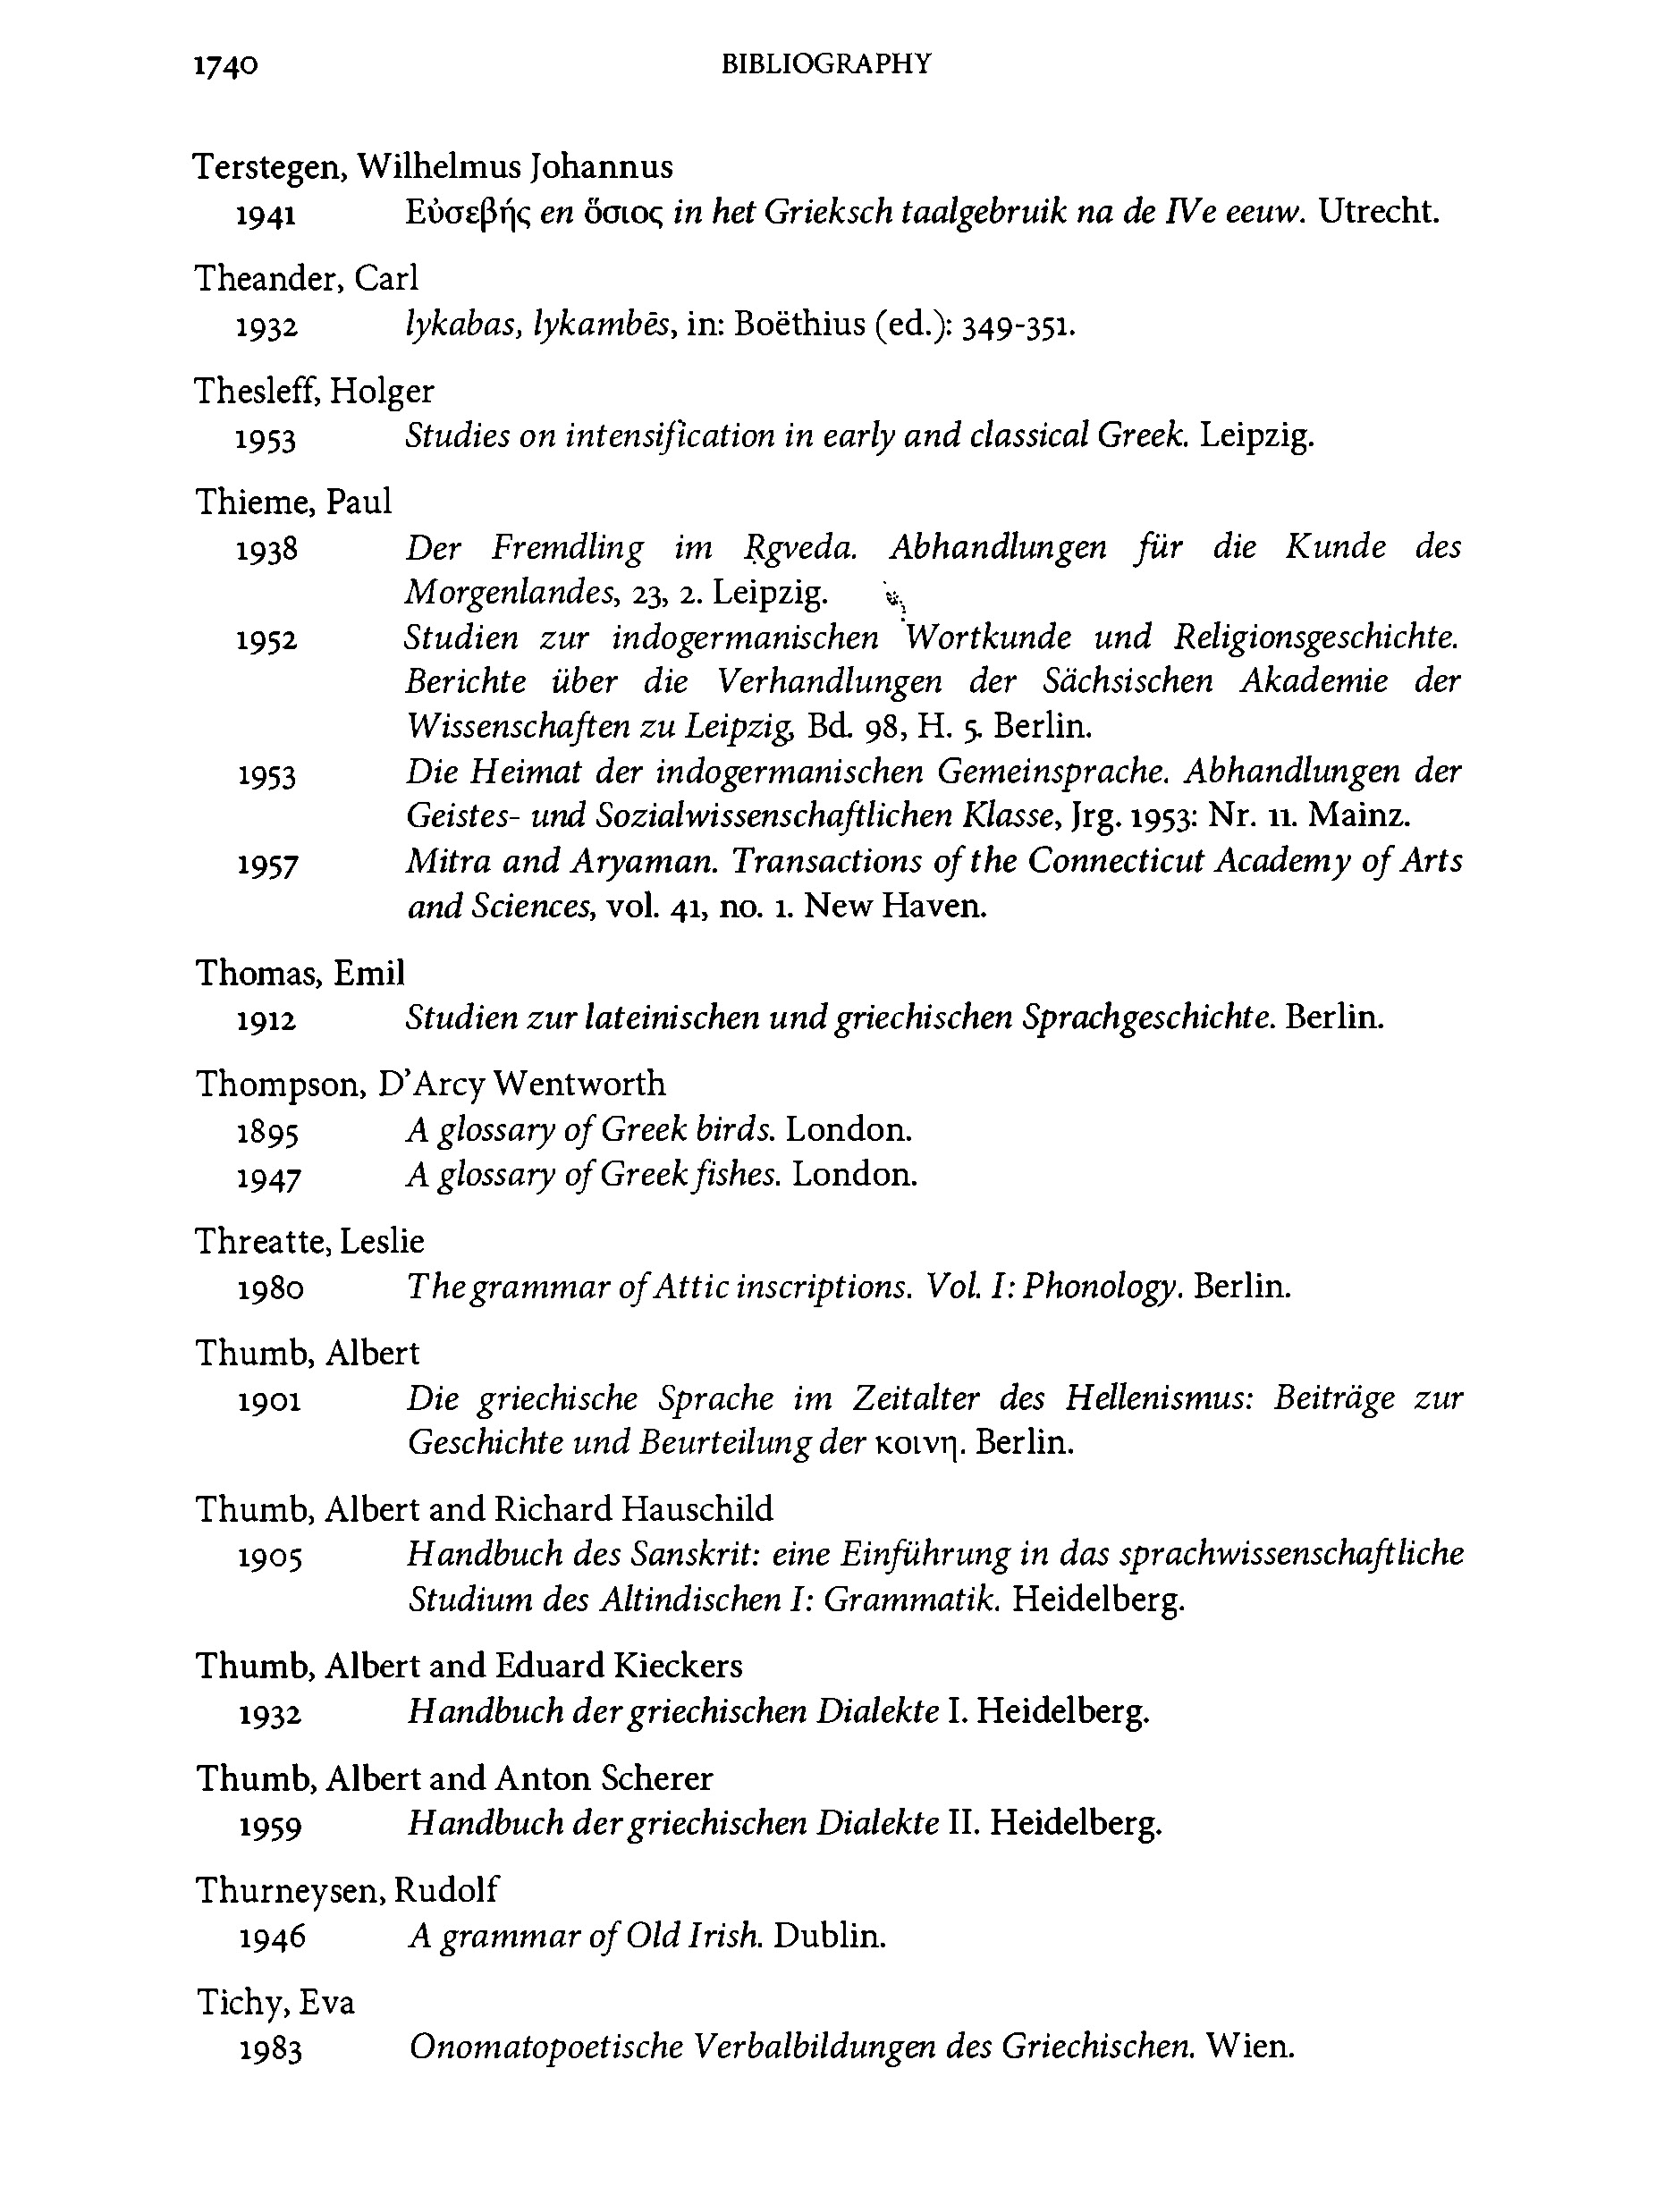 1740 BIBLIOGRAPHY
Terstegen, Wilhelmus Johannus
1941 Εὐσεβής en ὅσιος in het Grieksch taalgebruik na de IVe eeuw. Utrecht.
Theander, Carl
1932 lykabas, lykambēs, in: Boëthius (ed.): 349-351.
Thesleff, Holger
1953 Studies on intensification in early and classical Greek. Leipzig.
Thieme, Paul
1938 Der Fremdling im Ṛgveda. Abhandlungen für die Kunde des
Morgenlandes, 23, 2. Leipzig.
1952 Studien zur indogermanischen Wortkunde und Religionsgeschichte.
Berichte über die Verhandlungen der Sächsischen Akademie der
Wissenschaften zu Leipzig, Bd. 98, H. 5. Berlin.
1953 Die Heimat der indogermanischen Gemeinsprache. Abhandlungen der
Geistes- und Sozialwissenschaftlichen Klasse, Jrg. 1953: Nr. 11. Mainz.
1957 Mitra and Aryaman. Transactions of the Connecticut Academy of Arts
and Sciences, vol. 41, no. 1. New Haven.
Thomas, Emil
1912 Studien zur lateinischen und griechischen Sprachgeschichte. Berlin.
Thompson, D’Arcy Wentworth
1895 A glossary of Greek birds. London.
1947 A glossary of Greek fishes. London.
Threatte, Leslie
1980 The grammar of Attic inscriptions. Vol. I: Phonology. Berlin.
Thumb, Albert
1901 Die griechische Sprache im Zeitalter des Hellenismus: Beiträge zur
Geschichte und Beurteilung der κοινη. Berlin.
Thumb, Albert and Richard Hauschild
1905 Handbuch des Sanskrit: eine Einführung in das sprachwissenschaftliche
Studium des Altindischen I: Grammatik. Heidelberg.
Thumb, Albert and Eduard Kieckers
1932 Handbuch der griechischen Dialekte I. Heidelberg.
Thumb, Albert and Anton Scherer
1959 Handbuch der griechischen Dialekte II. Heidelberg.
Thurneysen, Rudolf
1946 A grammar of Old Irish. Dublin.
Tichy, Eva
1983 Onomatopoetische Verbalbildungen des Griechischen. Wien.